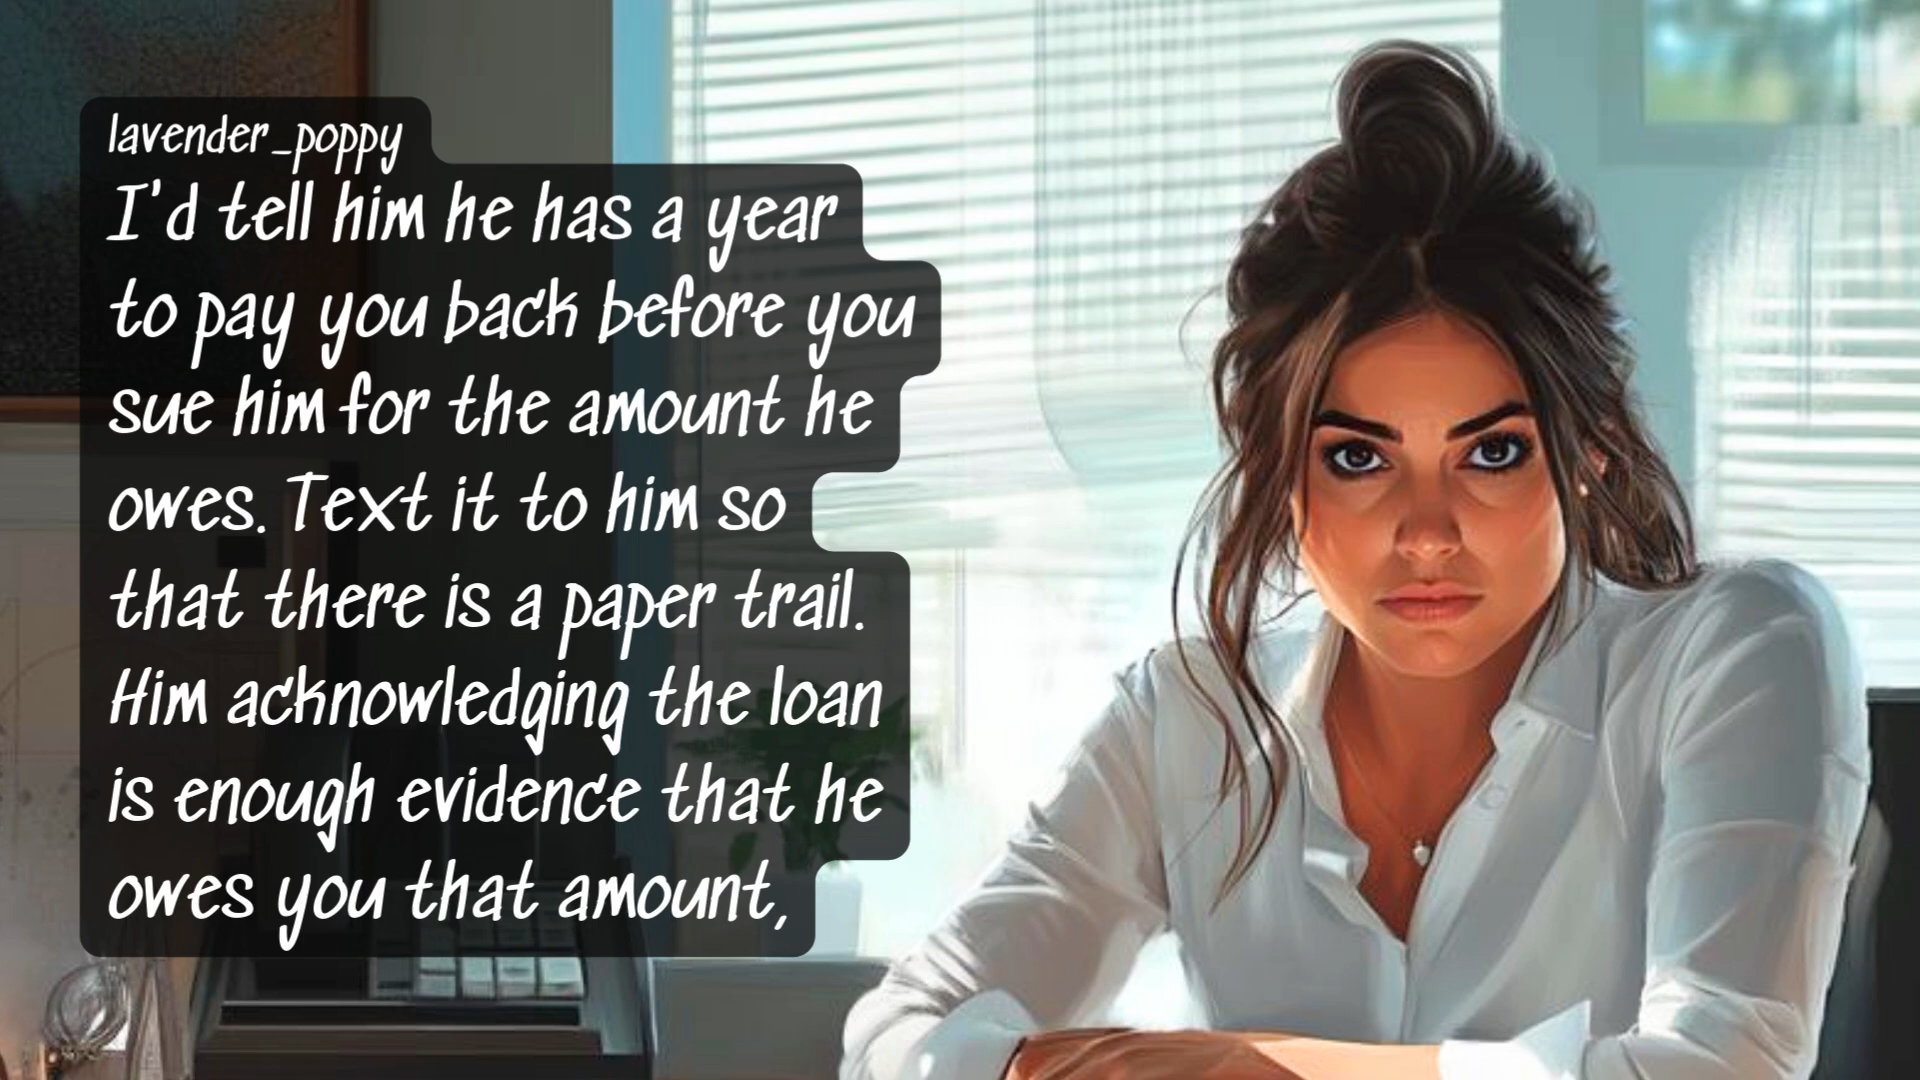 lavender_poppy
I'd tell him he has a year
to pay you back before you
sue him for the amount he
owes. Text it to him so
that there is a paper trail.
Him acknowledging the loan
is enough evidence that he
owes you that amount,